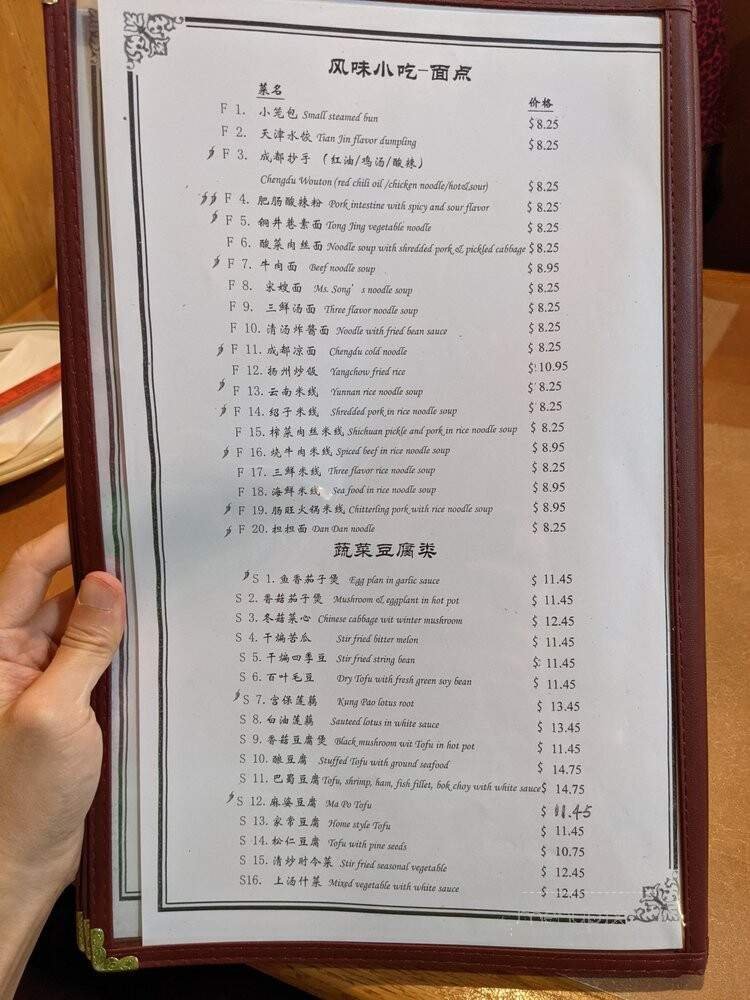 风味小吃-面点
菜名 价格
F 1. 小笼包 Small steamed bun $8.25
F 2. 天津水饺 Tian Jin flavor dumpling $8.25
F 3. 成都抄手 (红油/鸡汤/酸辣)
Chengdu Wouton (red chili oil /chicken noodle/hot&sour) $8.25
F 4. 肥肠酸辣粉 Pork intestine with spicy and sour flavor $8.25
F 5. 铜井巷素面 Tong Jing vegetable noodle $8.25
F 6. 酸菜肉丝面 Noodle soup with shredded pork & pickled cabbage $8.25
F 7. 牛肉面 Beef noodle soup $8.95
F 8. 宋嫂面 Ms. Song's noodle soup $8.25
F 9. 三鲜汤面 Three flavor noodle soup $8.25
F 10. 清汤炸酱面 Noodle with fried bean sauce $8.25
F 11. 成都凉面 Chengdu cold noodle $8.25
F 12. 扬州炒饭 Yangchow fried rice $10.95
F 13. 云南米线 Yunnan rice noodle soup $8.25
F 14. 绍子米线 Shredded pork in rice noodle soup $8.25
F 15. 榨菜肉丝米线 Shichuan pickle and pork in rice noodle soup $8.25
F 16. 烧牛肉米线 Spiced beef in rice noodle soup $8.95
F 17. 三鲜米线 Three flavor rice noodle soup $8.25
F 18. 海鲜米线 Sea food in rice noodle soup $8.95
F 19. 肠旺火锅米线 Chitterling pork with rice noodle soup $8.95
F 20. 担担面 Dan Dan noodle $8.25
蔬菜豆腐类
S 1. 鱼香茄子煲 Egg plan in garlic sauce $ 11.45
S 2. 香菇茄子煲 Mushroom & eggplant in hot pot $ 11.45
S 3. 冬菇菜心 Chinese cabbage wit winter mushroom $ 12.45
S 4. 干煸苦瓜 Stir fried bitter melon $ 11.45
S 5. 干煸四季豆 Stir fried string bean $ 11.45
S 6. 百叶毛豆 Dry Tofu with fresh green soy bean $ 11.45
S 7. 宫保莲藕 Kung Pao lotus root $ 13.45
S 8. 白油莲藕 Sauteed lotus in white sauce $ 13.45
S 9. 香菇豆腐煲 Black mushroom wit Tofu in hot pot $ 11.45
S 10. 酿豆腐 Stuffed Tofu with ground seafood $ 14.75
S 11. 巴蜀豆腐 Tofu, shrimp, ham, fish fillet, bok choy with white sauce $ 14.75
S 12. 麻婆豆腐 Ma Po Tofu $ 11.45
S 13. 家常豆腐 Home style Tofu $ 11.45
S 14. 松仁豆腐 Tofu with pine seeds $ 10.75
S 15. 清炒时令菜 Stir fried seasonal vegetable $ 12.45
S16. 上汤什菜 Mixed vegetable with white sauce $ 12.45